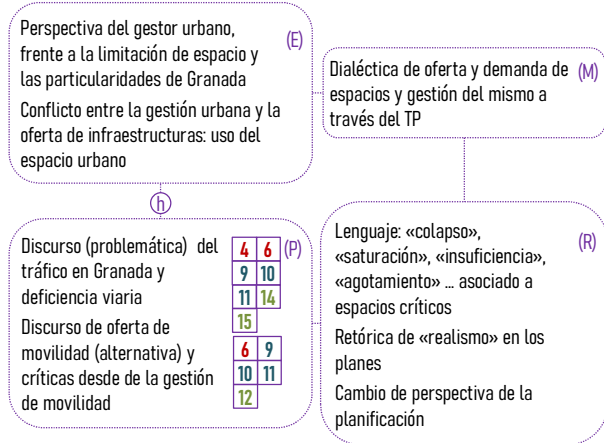 Perspectiva del gestor urbano,
frente a la limitación de espacio y
las particularidades de Granada
(E)
Conflicto entre la gestión urbana y la
oferta de infraestructuras: uso del
espacio urbano
Dialéctica de oferta y demanda de
espacios y gestión del mismo a
través del TP
(M)
h
Discurso (problemática) del
tráfico en Granada y
deficiencia viaria
4 6
9 10
11 14
15
(P)
Discurso de oferta de
movilidad (alternativa) y
críticas desde de la gestión
de movilidad
6 9
10 11
12
Lenguaje: «colapso»,
«saturación», «insuficiencia»,
«agotamiento» ... asociado a
espacios críticos
(R)
Retórica de «realismo» en los
planes
Cambio de perspectiva de la
planificación